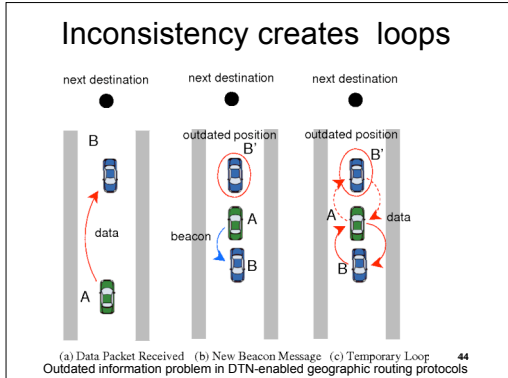 Inconsistency creates loops
next destination
next destination
next destination
B
data
A
outdated position
B'
A
beacon
B
outdated position
B'
A
data
B
(a) Data Packet Received (b) New Beacon Message (c) Temporary Loop
44
Outdated information problem in DTN-enabled geographic routing protocols